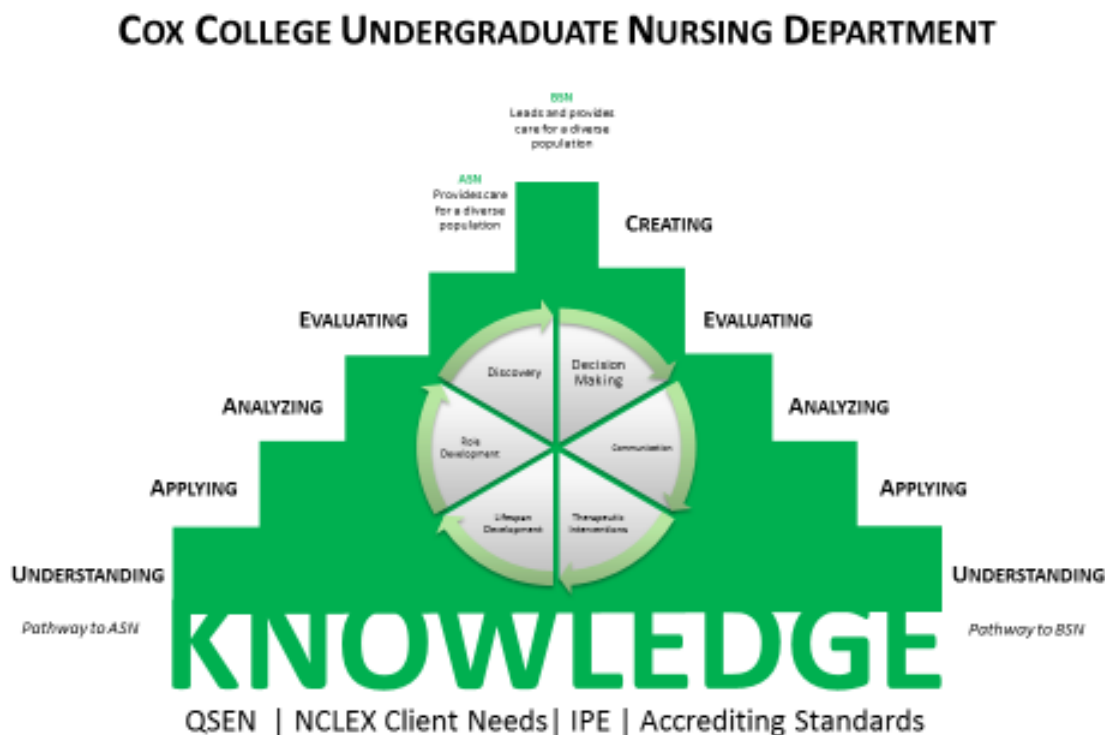 COX COLLEGE UNDERGRADUATE NURSING DEPARTMENT
BSN
Leads and provides
care for a diverse
population
ASN
Provides care
for a diverse
population
CREATING
EVALUATING
EVALUATING
Discovery
Decision
Making
ANALYZING
ANALYZING
Role
Development
Communication
APPLYING
APPLYING
Lifespan
Development
Therapeutic
Interventions
UNDERSTANDING
UNDERSTANDING
Pathway to ASN
Pathway to BSN
KNOWLEDGE
QSEN | NCLEX Client Needs| IPE | Accrediting Standards